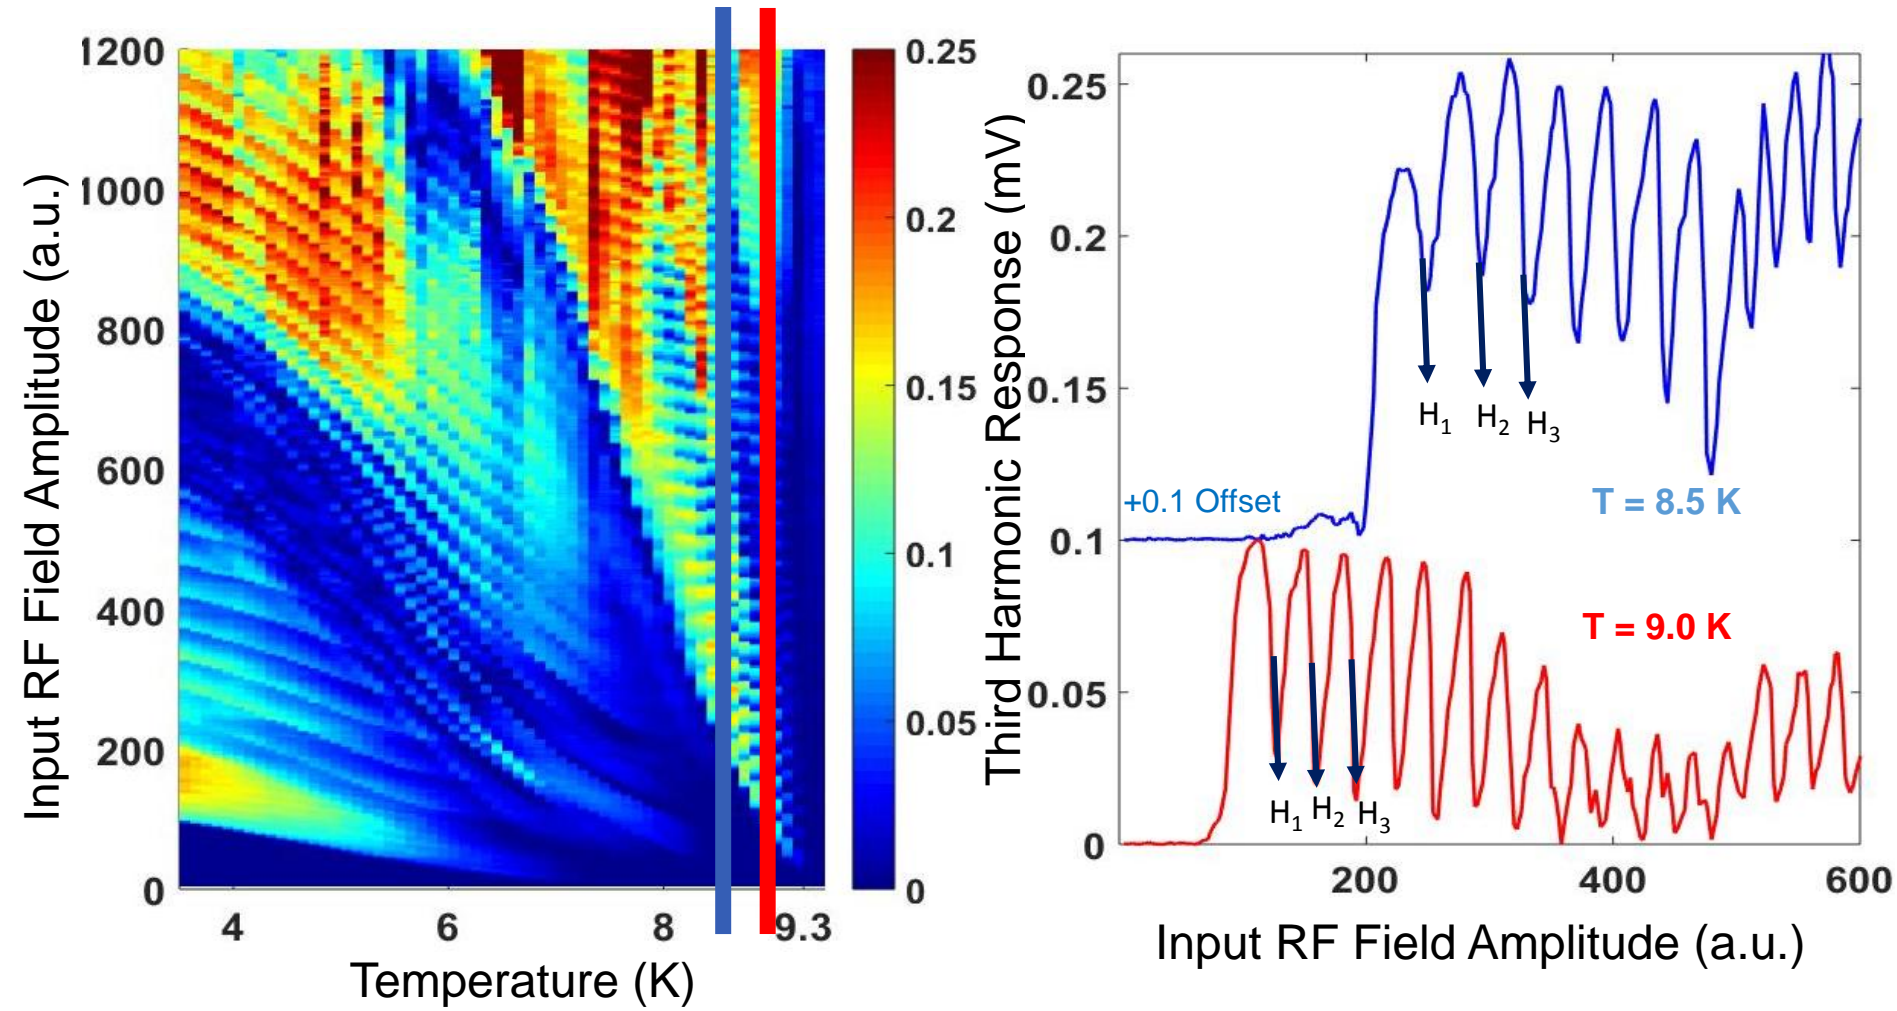 Input RF Field Amplitude (a.u.)
1200
1000
800
600
400
200
0
4
6
8
9.3
Temperature (K)
0.25
0.2
0.15
0.1
0.05
0
Third Harmonic Response (mV)
0.25
0.2
0.15
0.1
0.05
0
H₁ H₂ H₃
+0.1 Offset
T = 8.5 K
T = 9.0 K
H₁ H₂ H₃
200
400
600
Input RF Field Amplitude (a.u.)